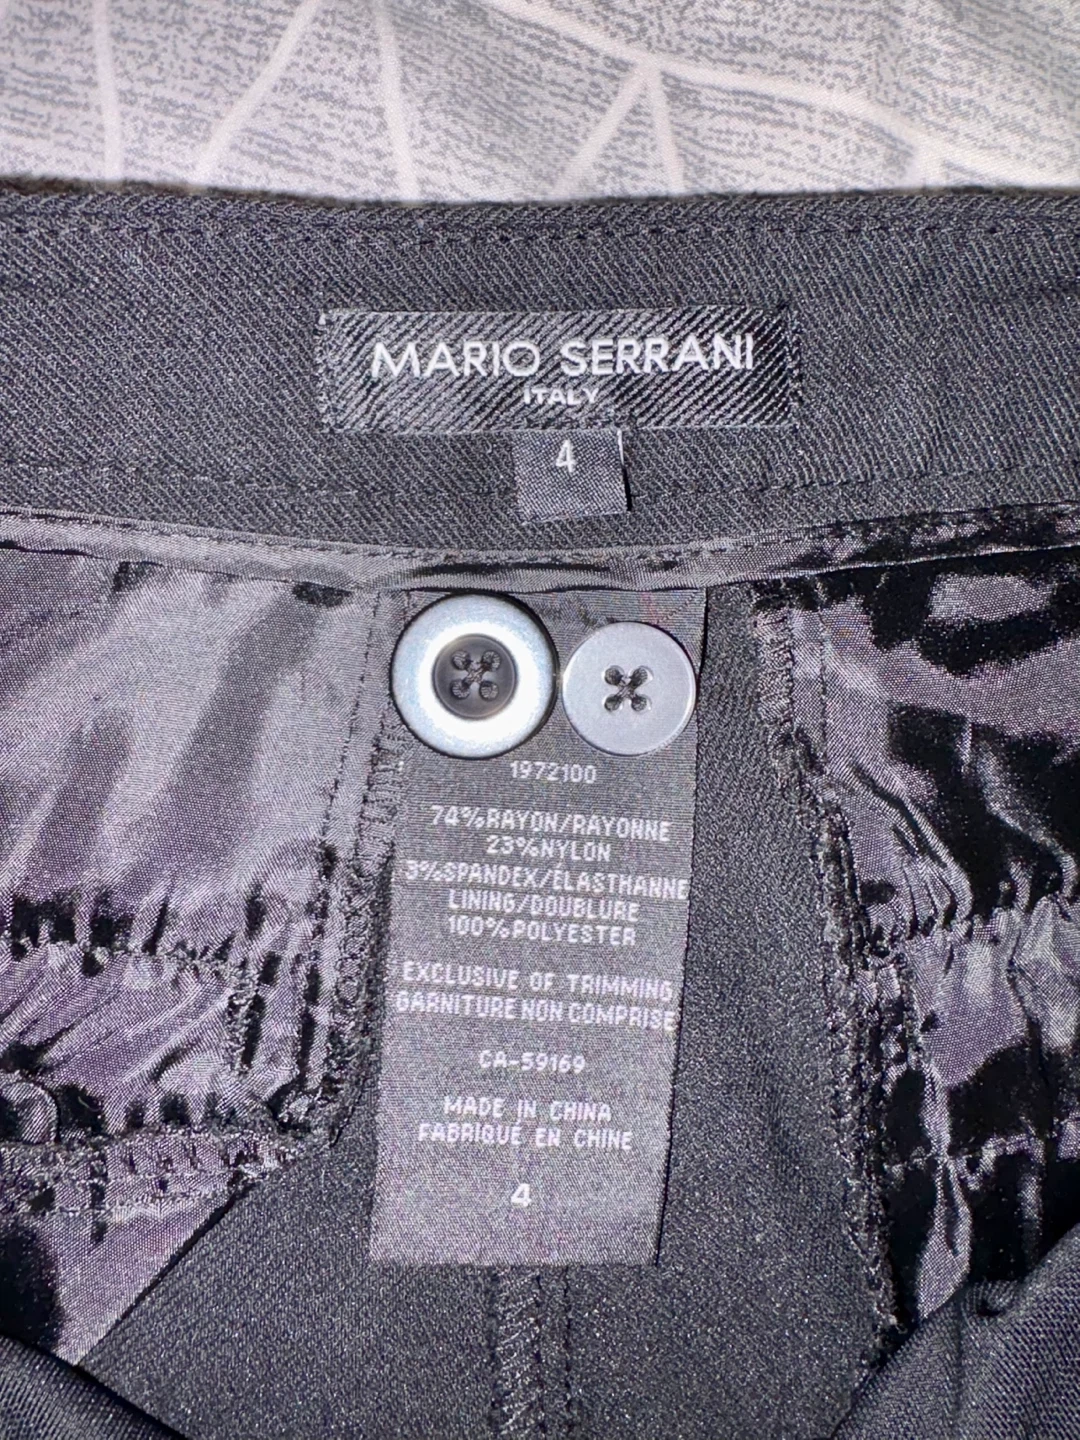 MARIO SERRANI
ITALY
4
1972100
74%RAYON/RAYONNE
23%NYLON
3%SPANDEX/ÉLASTHANNE
LINING/DOUBLURE
100%POLYESTER
EXCLUSIVE OF TRIMMING
GARNITURE NON COMPRISE
CA-59169
MADE IN CHINA
FABRIQUÉ EN CHINE
4